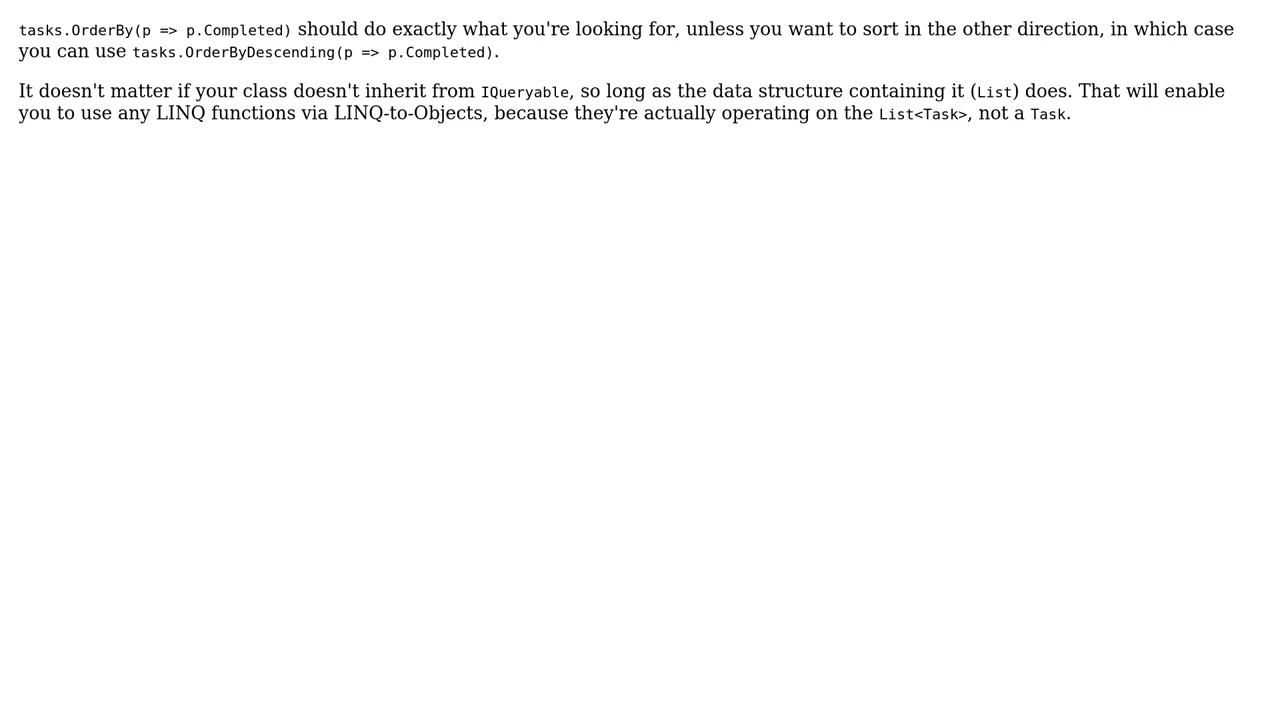 tasks.OrderBy(p => p.Completed) should do exactly what you're looking for, unless you want to sort in the other direction, in which case
you can use tasks.OrderByDescending(p => p.Completed).
It doesn't matter if your class doesn't inherit from IQueryable, so long as the data structure containing it (List) does. That will enable
you to use any LINQ functions via LINQ-to-Objects, because they're actually operating on the List<Task>, not a Task.